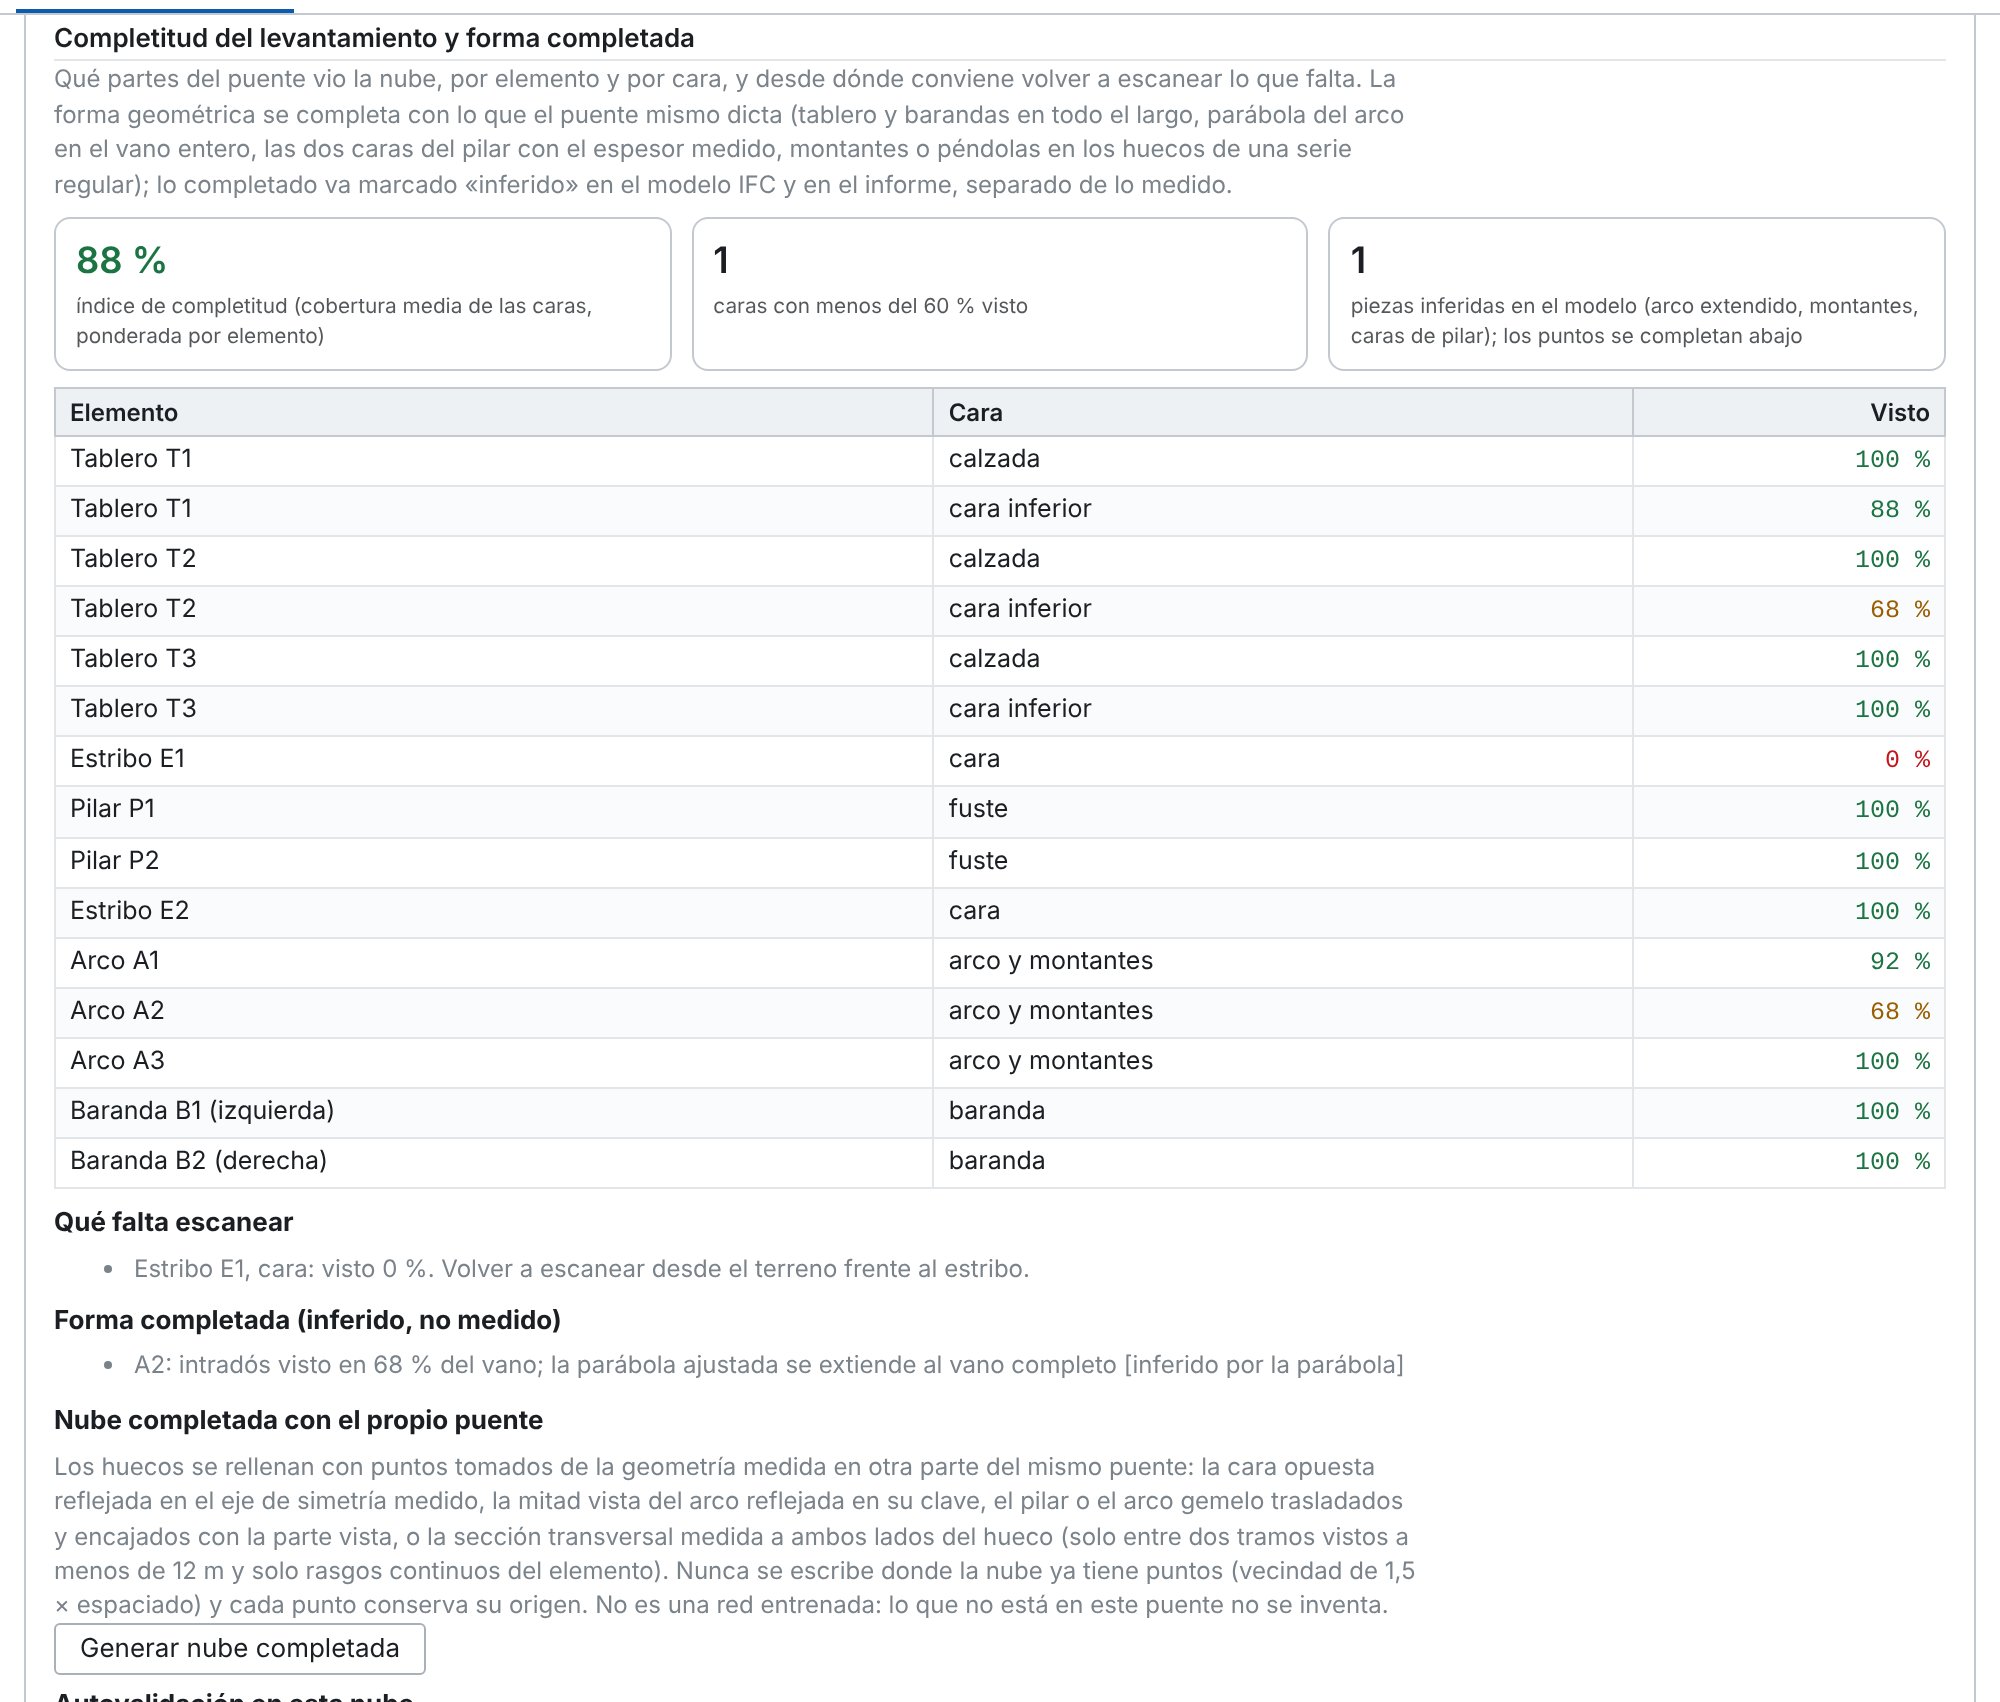 Completitud del levantamiento y forma completada
Qué partes del puente vio la nube, por elemento y por cara, y desde dónde conviene volver a escanear lo que falta. La
forma geométrica se completa con lo que el puente mismo dicta (tablero y barandas en todo el largo, parábola del arco
en el vano entero, las dos caras del pilar con el espesor medido, montantes o péndolas en los huecos de una serie
regular); lo completado va marcado «inferido» en el modelo IFC y en el informe, separado de lo medido.
88 %
índice de completitud (cobertura media de las caras,
ponderada por elemento)
1
caras con menos del 60 % visto
1
piezas inferidas en el modelo (arco extendido, montantes,
caras de pilar); los puntos se completan abajo
Elemento Cara Visto
Tablero T1 calzada 100 %
Tablero T1 cara inferior 88 %
Tablero T2 calzada 100 %
Tablero T2 cara inferior 68 %
Tablero T3 calzada 100 %
Tablero T3 cara inferior 100 %
Estribo E1 cara 0 %
Pilar P1 fuste 100 %
Pilar P2 fuste 100 %
Estribo E2 cara 100 %
Arco A1 arco y montantes 92 %
Arco A2 arco y montantes 68 %
Arco A3 arco y montantes 100 %
Baranda B1 (izquierda) baranda 100 %
Baranda B2 (derecha) baranda 100 %
Qué falta escanear
• Estribo E1, cara: visto 0 %. Volver a escanear desde el terreno frente al estribo.
Forma completada (inferido, no medido)
• A2: intradós visto en 68 % del vano; la parábola ajustada se extiende al vano completo [inferido por la parábola]
Nube completada con el propio puente
Los huecos se rellenan con puntos tomados de la geometría medida en otra parte del mismo puente: la cara opuesta
reflejada en el eje de simetría medido, la mitad vista del arco reflejada en su clave, el pilar o el arco gemelo trasladados
y encajados con la parte vista, o la sección transversal medida a ambos lados del hueco (solo entre dos tramos vistos a
menos de 12 m y solo rasgos continuos del elemento). Nunca se escribe donde la nube ya tiene puntos (vecindad de 1,5
× espaciado) y cada punto conserva su origen. No es una red entrenada: lo que no está en este puente no se inventa.
Generar nube completada
Autovalidación en esta nube